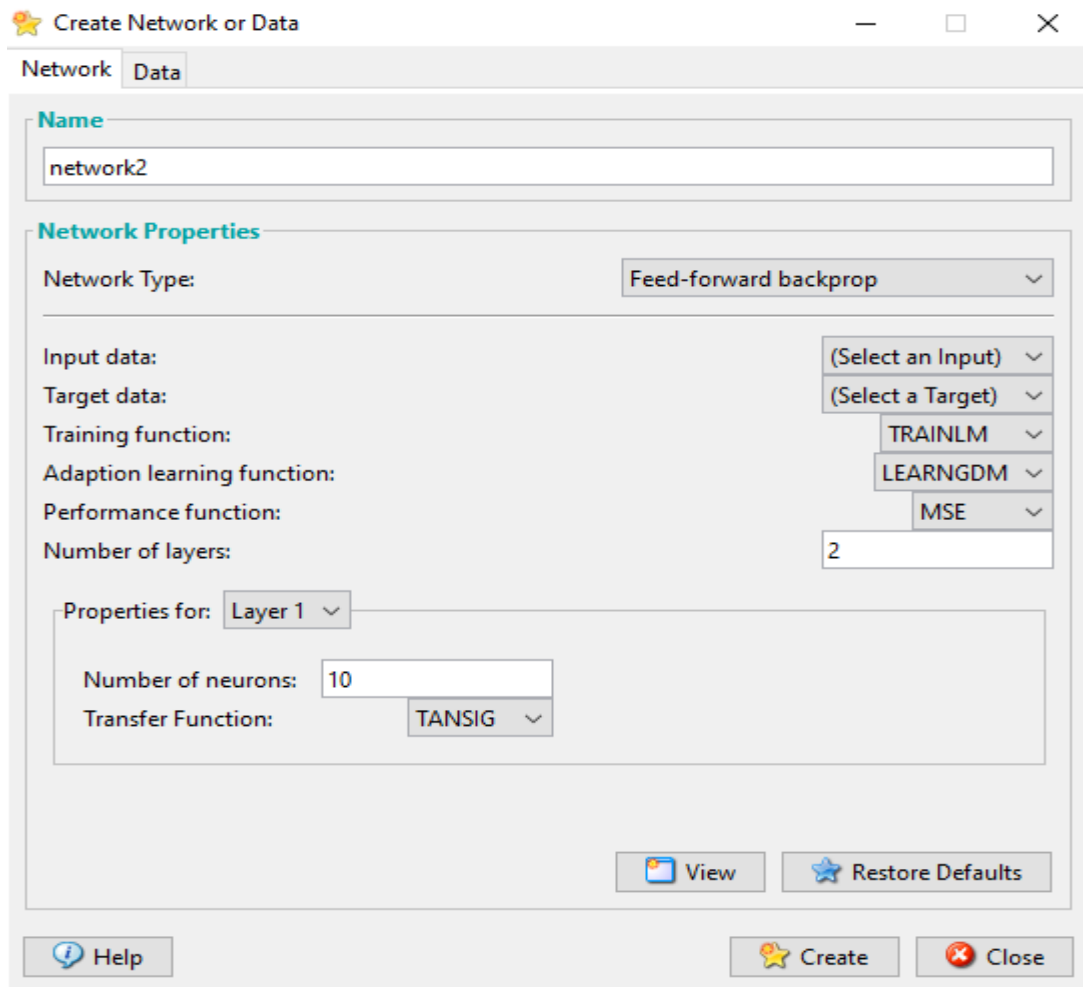 Create Network or Data
Network Data
Name
network2
Network Properties
Network Type: Feed-forward backprop
Input data: (Select an Input)
Target data: (Select a Target)
Training function: TRAINLM
Adaption learning function: LEARNGDM
Performance function: MSE
Number of layers: 2
Properties for: Layer 1
Number of neurons: 10
Transfer Function: TANSIG
View Restore Defaults
Help Create Close